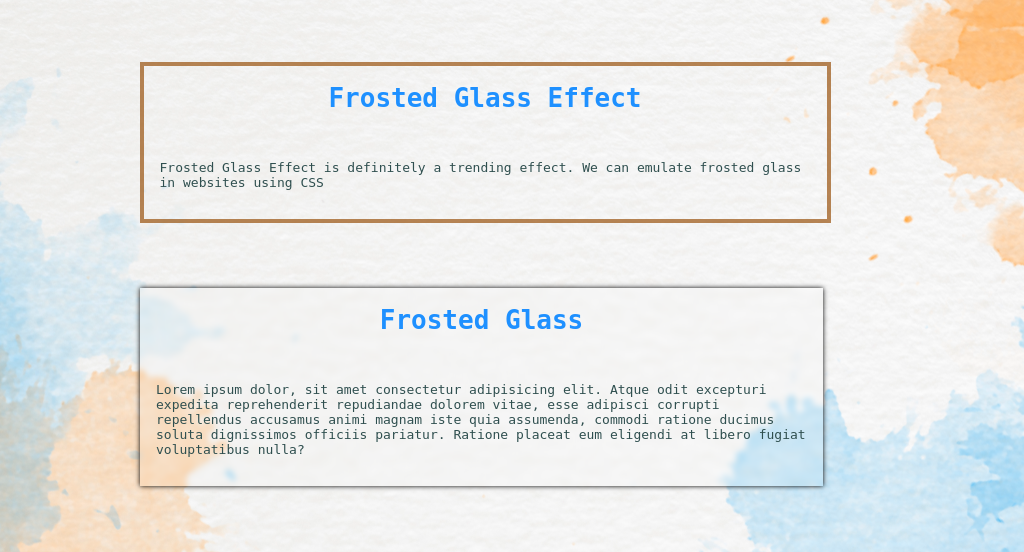 Frosted Glass Effect
Frosted Glass Effect is definitely a trending effect. We can emulate frosted glass
in websites using CSS
Frosted Glass
Lorem ipsum dolor, sit amet consectetur adipisicing elit. Atque odit excepturi
expedita reprehenderit repudiandae dolorem vitae, esse adipisci corrupti
repellendus accusamus animi magnam iste quia assumenda, commodi ratione ducimus
soluta dignissimos officiis pariatur. Ratione placeat eum eligendi at libero fugiat
voluptatibus nulla?